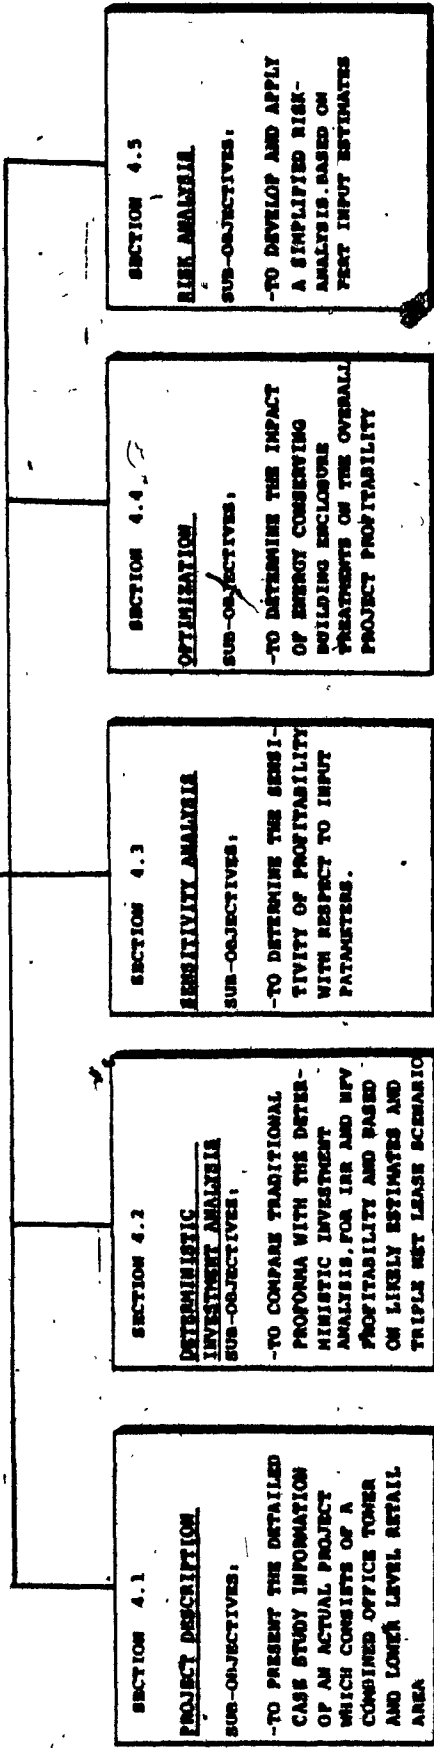 SECTION 4.1
PROJECT DESCRIPTION
SUB-OBJECTIVES:
-TO PRESENT THE DETAILED
CASE STUDY INFORMATION
OF AN ACTUAL PROJECT
WHICH CONSISTS OF A
COMBINED OFFICE TOWER
AND LOWER LEVEL RETAIL
AREA
SECTION 4.2
DETERMINISTIC
INVESTMENT ANALYSIS
SUB-OBJECTIVES:
-TO COMPARE TRADITIONAL
PROFORMA WITH THE DETER-
MINISTIC INVESTMENT
ANALYSIS.FOR IRR AND NPV
PROFITABILITY AND BASED
ON LIKELY ESTIMATES AND
TRIPLE NET LEASE SCENARIO
SECTION 4.3
SENSITIVITY ANALYSIS
SUB-OBJECTIVES:
-TO DETERMINE THE SENSI-
TIVITY OF PROFITABILITY
WITH RESPECT TO INPUT
PATAMETERS.
SECTION 4.4
OPTIMIZATION
SUB-OBJECTIVES:
-TO DETERMINE THE IMPACT
OF ENERGY CONSERVING
BUILDING ENCLOSURE
TREATMENTS ON THE OVERALL
PROJECT PROFITABILITY
SECTION 4.5
RISK ANALYSIS
SUB-OBJECTIVES:
-TO DEVELOP AND APPLY
A SIMPLIFIED RISK-
ANALYSIS.BASED ON
PERT INPUT ESTIMATES